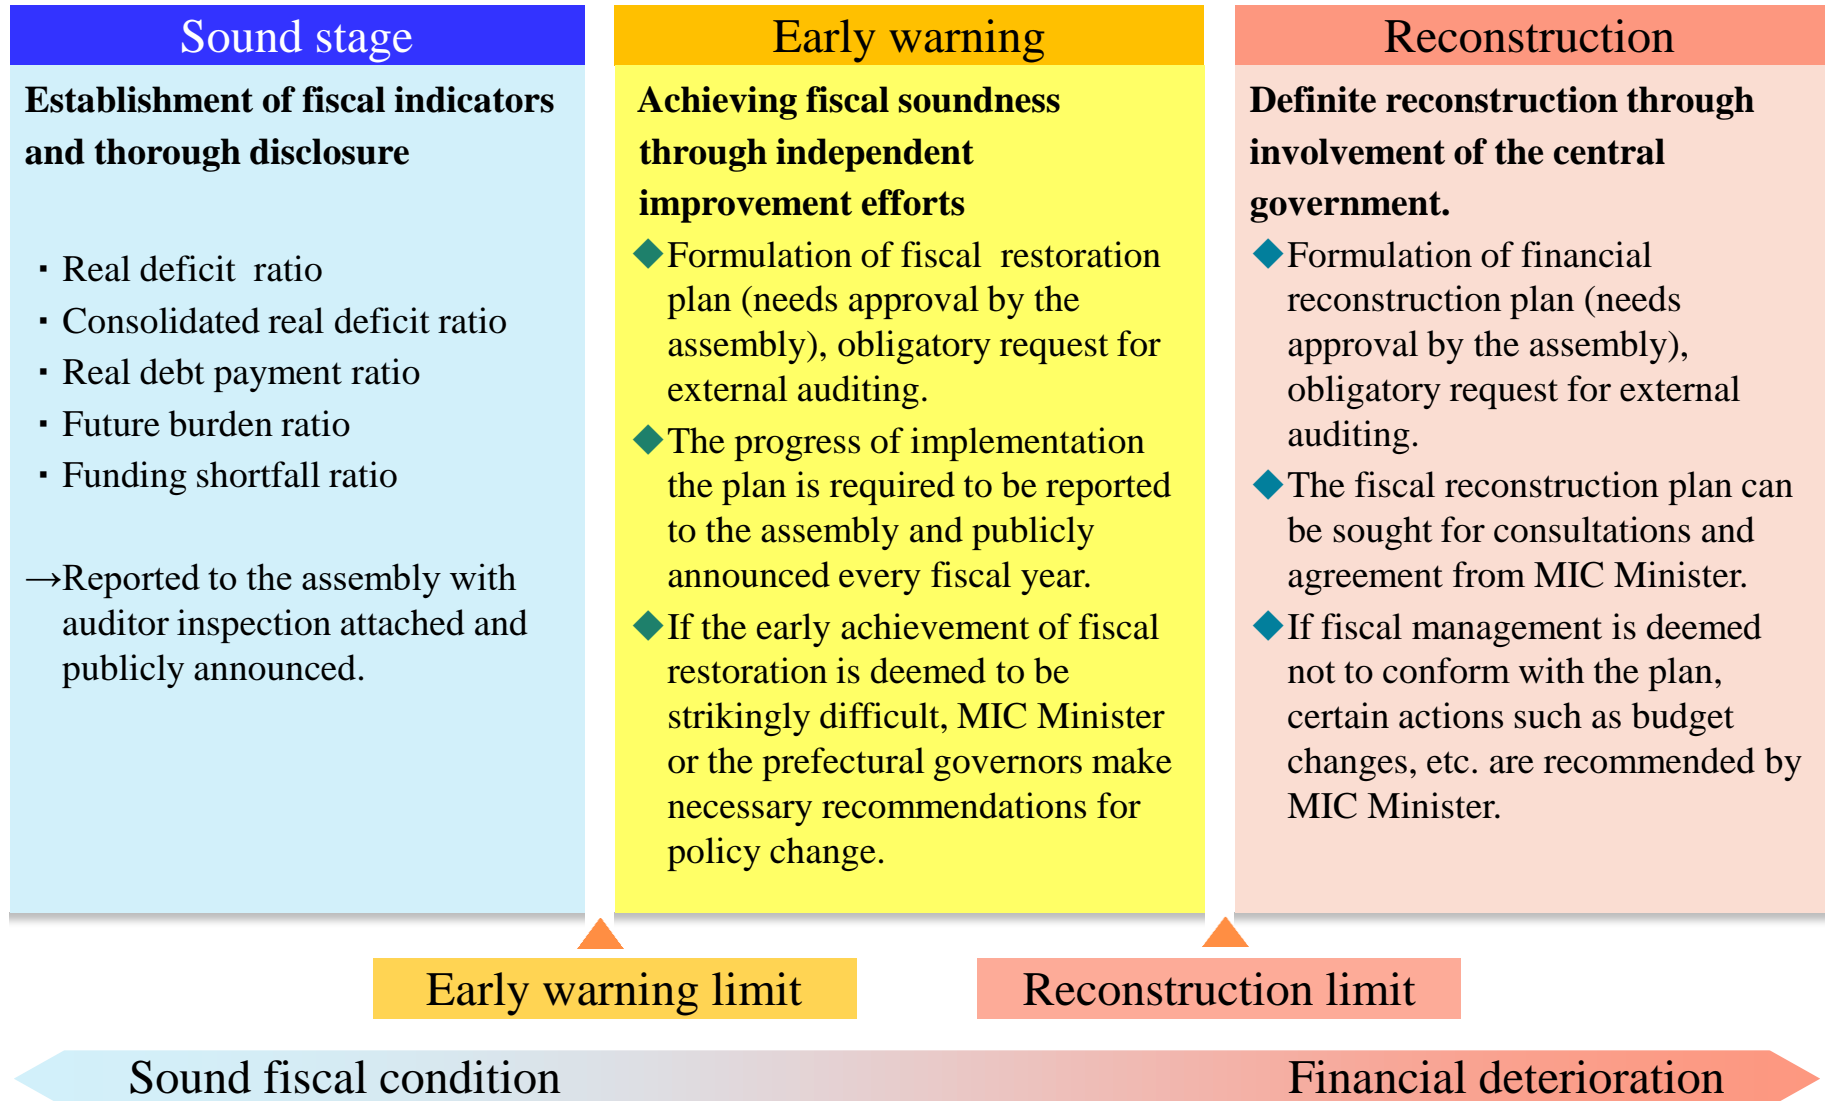 Sound stage
Establishment of fiscal indicators
and thorough disclosure
・Real deficit ratio
・Consolidated real deficit ratio
・Real debt payment ratio
・Future burden ratio
・Funding shortfall ratio
→Reported to the assembly with
auditor inspection attached and
publicly announced.
Early warning
Achieving fiscal soundness
through independent
improvement efforts
◆Formulation of fiscal restoration
plan (needs approval by the
assembly), obligatory request for
external auditing.
◆The progress of implementation
the plan is required to be reported
to the assembly and publicly
announced every fiscal year.
◆If the early achievement of fiscal
restoration is deemed to be
strikingly difficult, MIC Minister
or the prefectural governors make
necessary recommendations for
policy change.
Reconstruction
Definite reconstruction through
involvement of the central
government.
◆Formulation of financial
reconstruction plan (needs
approval by the assembly),
obligatory request for external
auditing.
◆The fiscal reconstruction plan can
be sought for consultations and
agreement from MIC Minister.
◆If fiscal management is deemed
not to conform with the plan,
certain actions such as budget
changes, etc. are recommended by
MIC Minister.
Early warning limit
Reconstruction limit
Sound fiscal condition
Financial deterioration